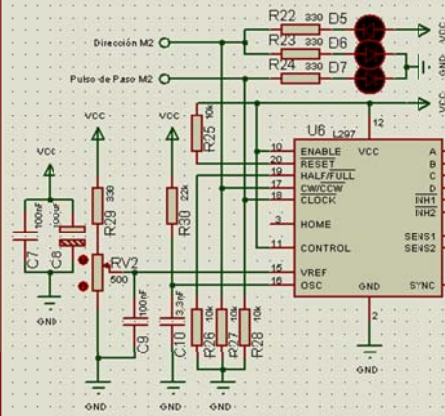 R22 330 D5
VCC
Dirección M2
R23 330 D6
GND
Pulso de Paso M2
R24 330 D7
VCC
VCC
VCC
R25 10k
U6 L297
12
VCC
VCC
10 ENABLE
20 RESET
19 HALF/FULL
17 CW/CCW
18 CLOCK
3 HOME
11 CONTROL
15 VREF
16 OSC
A
B
C
D
INH1
INH2
SENS1
SENS2
SYNC
GND
2
GND
C7 100nF
C8 100uF
GND
R29 330
R30 22k
RV3
500
C9 100nF
C10 3.3nF
R26 10k
R27 10k
R28 10k
GND
GND
GND